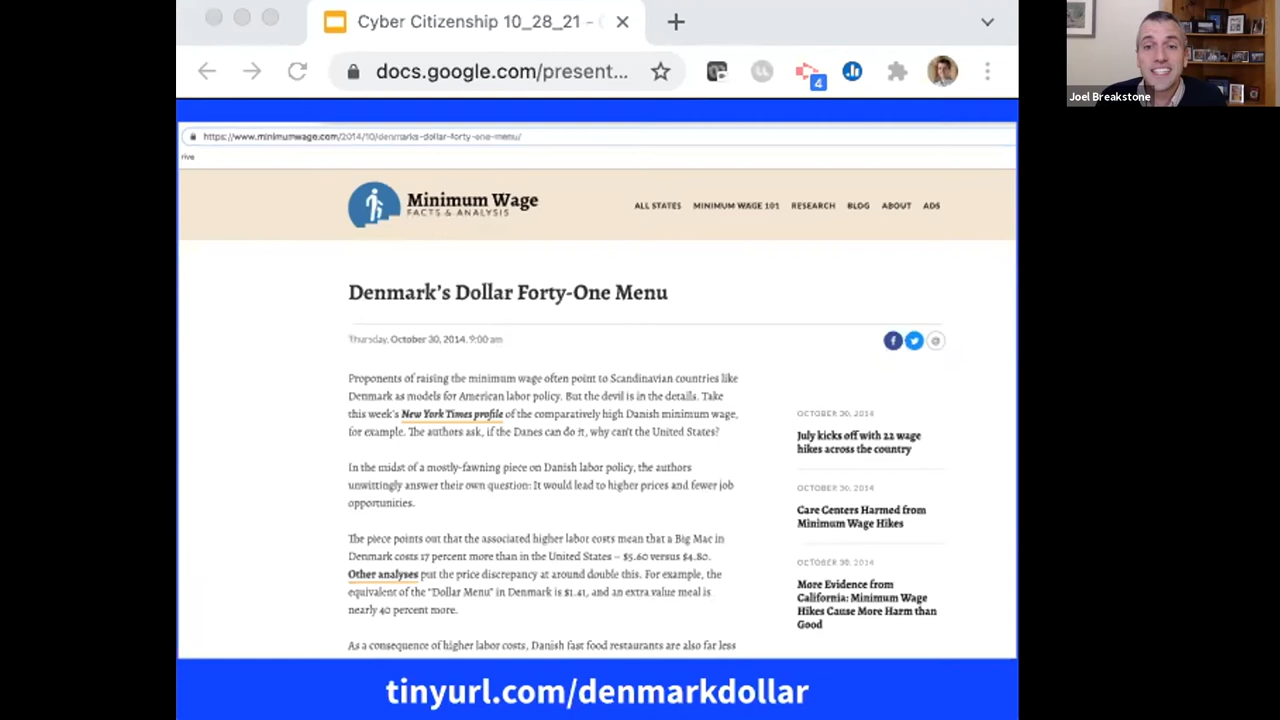 Cyber Citizenship 10_28_21 -
docs.google.com/present...
4
Joel Breakstone
https://www.minimumwage.com/2014/10/denmarks-dollar-forty-one-menu/
rive
Minimum Wage
FACTS & ANALYSIS
ALL STATES MINIMUM WAGE 101 RESEARCH BLOG ABOUT ADS
Denmark's Dollar Forty-One Menu
Thursday, October 30, 2014, 9:00 am
Proponents of raising the minimum wage often point to Scandinavian countries like
Denmark as models for American labor policy. But the devil is in the details. Take
this week's New York Times profile of the comparatively high Danish minimum wage,
for example. The authors ask, if the Danes can do it, why can't the United States?
In the midst of a mostly-fawning piece on Danish labor policy, the authors
unwittingly answer their own question: It would lead to higher prices and fewer job
opportunities.
The piece points out that the associated higher labor costs mean that a Big Mac in
Denmark costs 17 percent more than in the United States – $5.60 versus $4.80.
Other analyses put the price discrepancy at around double this. For example, the
equivalent of the "Dollar Menu" in Denmark is $1.41, and an extra value meal is
nearly 40 percent more.
As a consequence of higher labor costs, Danish fast food restaurants are also far less
OCTOBER 30, 2014
July kicks off with 22 wage
hikes across the country
OCTOBER 30, 2014
Care Centers Harmed from
Minimum Wage Hikes
OCTOBER 30, 2014
More Evidence from
California: Minimum Wage
Hikes Cause More Harm than
Good
tinyurl.com/denmarkdollar